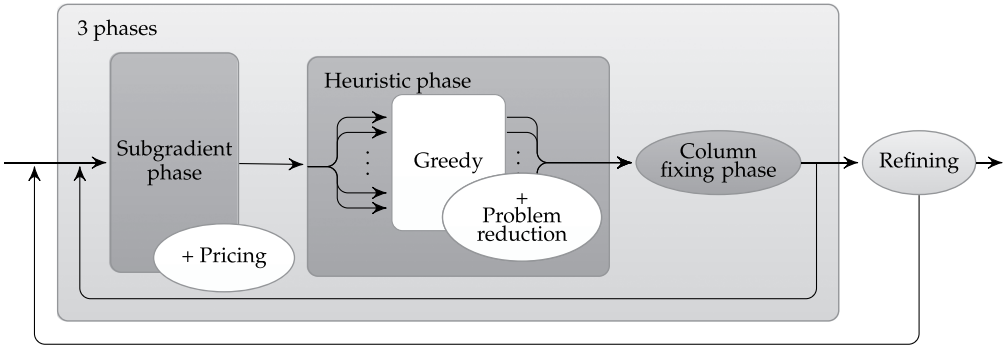 3 phases
Subgradient
phase
+ Pricing
Heuristic phase
Greedy
+
Problem
reduction
Column
fixing phase
Refining